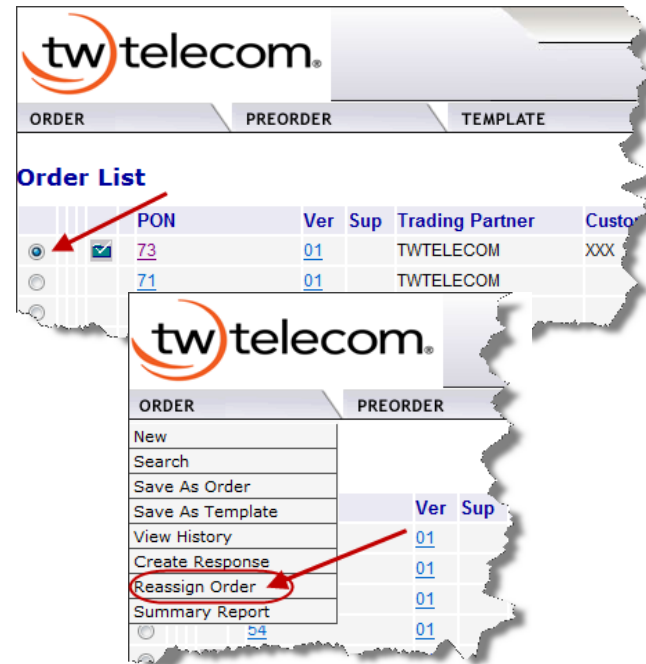 tw telecom®
ORDER PREORDER TEMPLATE
Order List
PON Ver Sup Trading Partner
73 01 TWTELECOM XXX
71 01 TWTELECOM
tw telecom®
ORDER PREORDER
New
Search
Save As Order
Save As Template
Ver Sup
View History 01
Create Response 01
Reassign Order 01
Summary Report
54 01